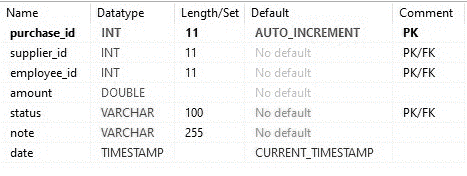 Name Datatype Length/Set Default Comment
purchase_id INT 11 AUTO_INCREMENT PK
supplier_id INT 11 No default PK/FK
employee_id INT 11 No default PK/FK
amount DOUBLE No default
status VARCHAR 100 No default PK/FK
note VARCHAR 255 No default
date TIMESTAMP CURRENT_TIMESTAMP